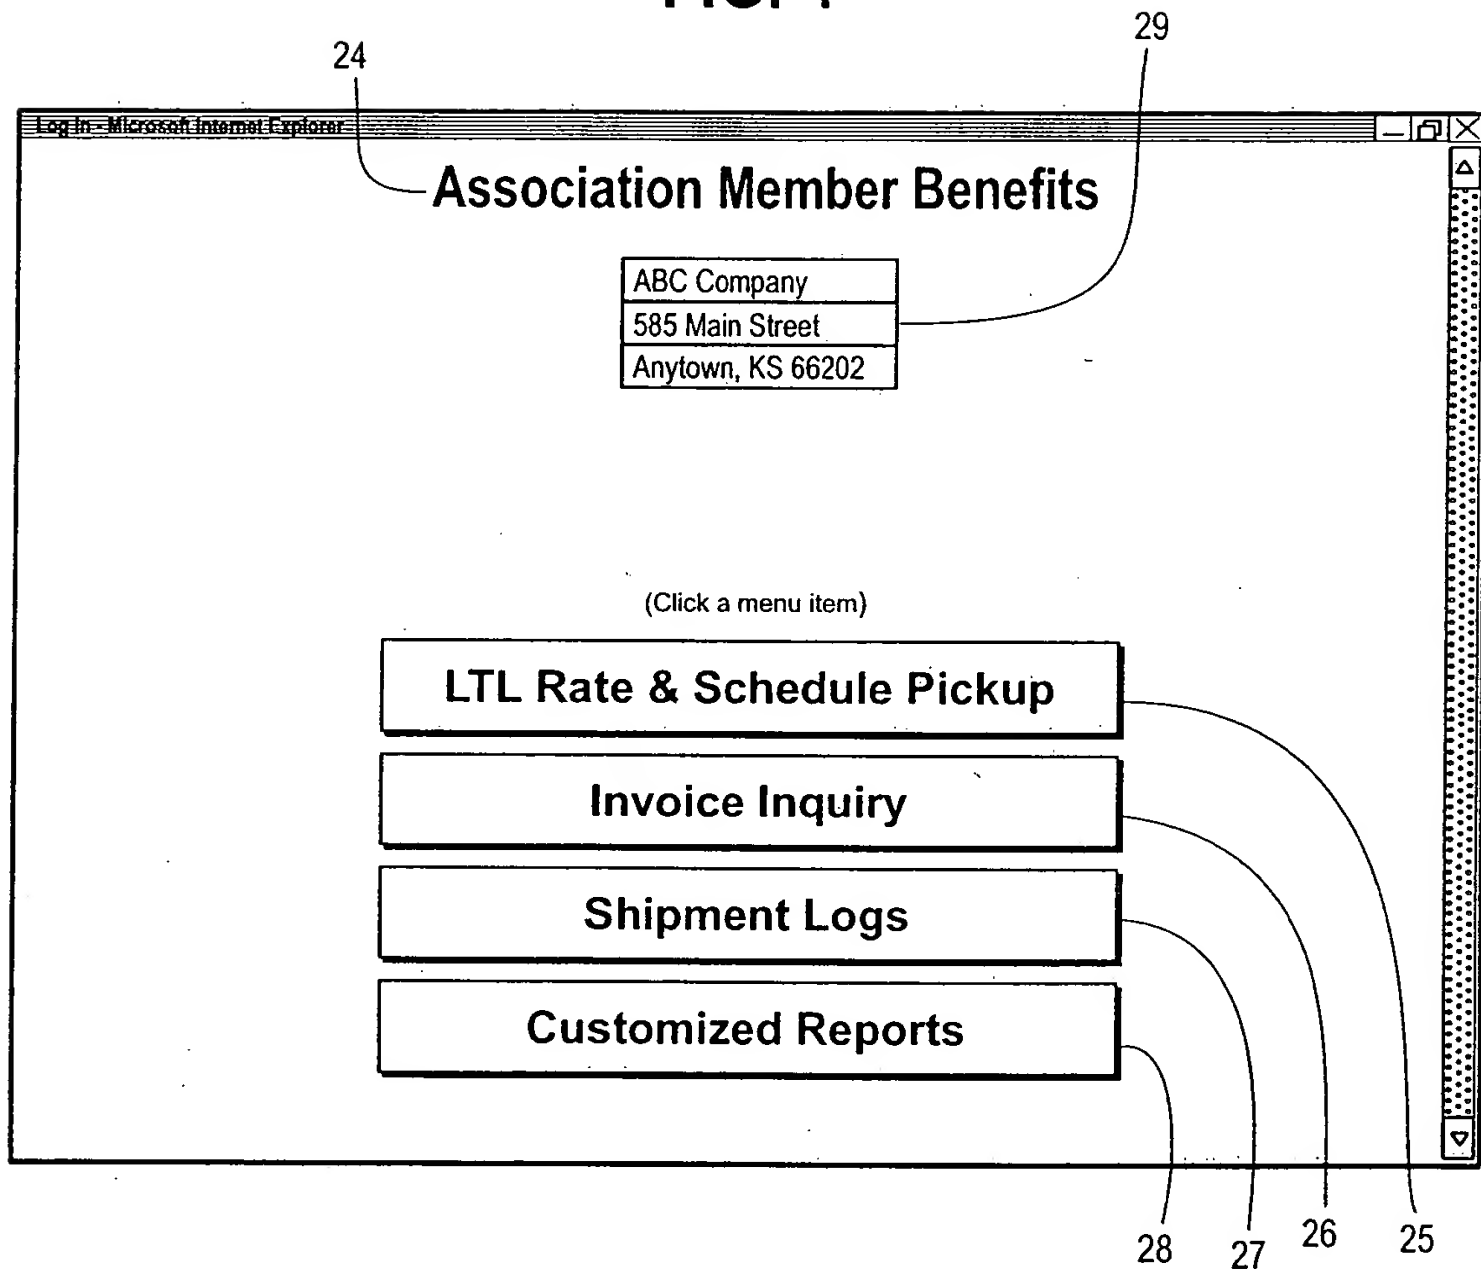 24
29
Log In - Microsoft Internet Explorer
Association Member Benefits
ABC Company
585 Main Street
Anytown, KS 66202
(Click a menu item)
LTL Rate & Schedule Pickup
Invoice Inquiry
Shipment Logs
Customized Reports
28
27
26
25